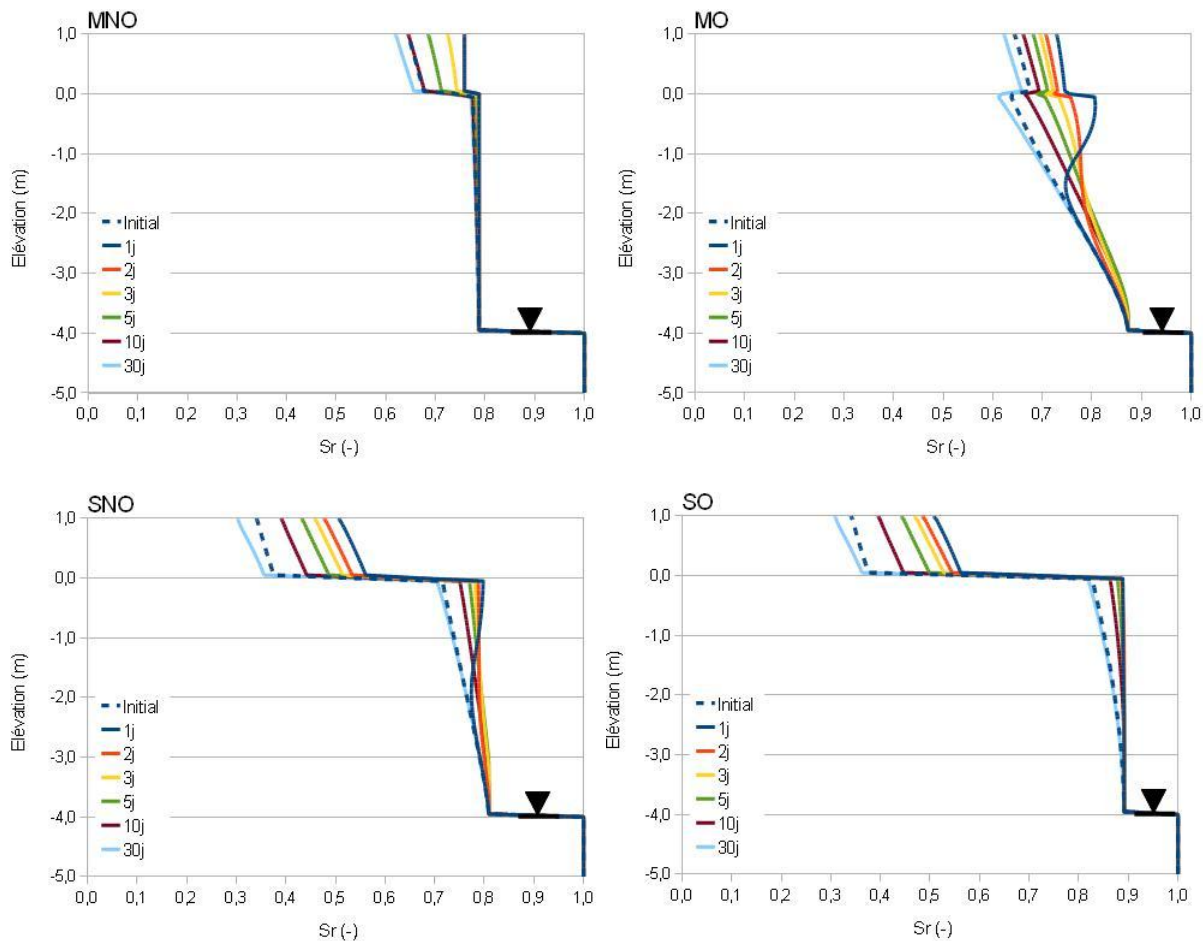 MNO
1,0
0,0
-1,0
-2,0
-3,0
-4,0
-5,0
Elévation (m)
Initial
1j
2j
3j
5j
10j
30j
0,0 0,1 0,2 0,3 0,4 0,5 0,6 0,7 0,8 0,9 1,0
Sr (-)
MO
1,0
0,0
-1,0
-2,0
-3,0
-4,0
-5,0
Elévation (m)
Initial
1j
2j
3j
5j
10j
30j
0,0 0,1 0,2 0,3 0,4 0,5 0,6 0,7 0,8 0,9 1,0
Sr (-)
SNO
1,0
0,0
-1,0
-2,0
-3,0
-4,0
-5,0
Elévation (m)
Initial
1j
2j
3j
5j
10j
30j
0,0 0,1 0,2 0,3 0,4 0,5 0,6 0,7 0,8 0,9 1,0
Sr (-)
SO
1,0
0,0
-1,0
-2,0
-3,0
-4,0
-5,0
Elévation (m)
Initial
1j
2j
3j
5j
10j
30j
0,0 0,1 0,2 0,3 0,4 0,5 0,6 0,7 0,8 0,9 1,0
Sr (-)